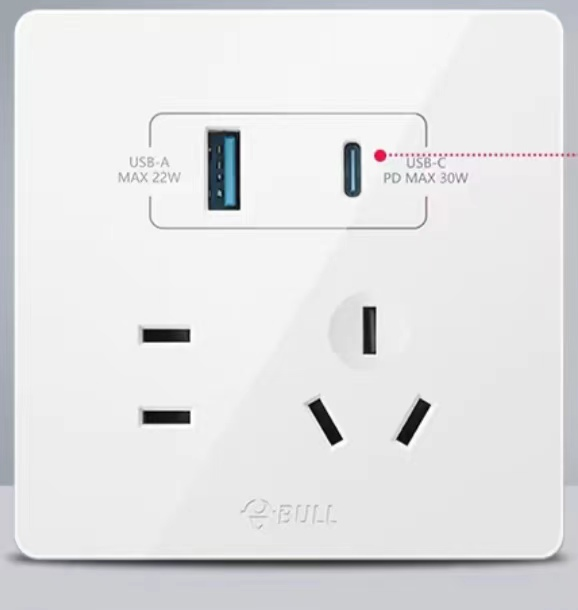 USB-A
MAX 22W
USB-C
PD MAX 30W
BULL